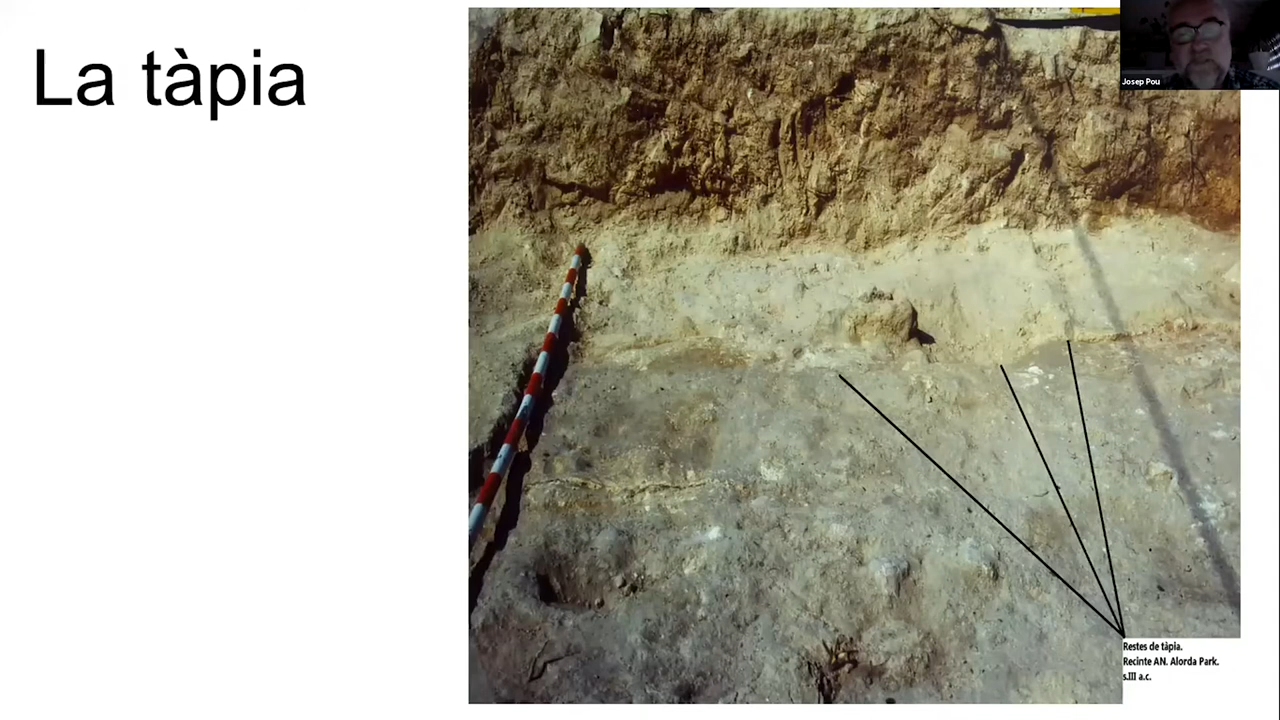 La tàpia
Josep Pou
Restes de tàpia.
Recinte AN. Alorda Park.
s.III a.c.